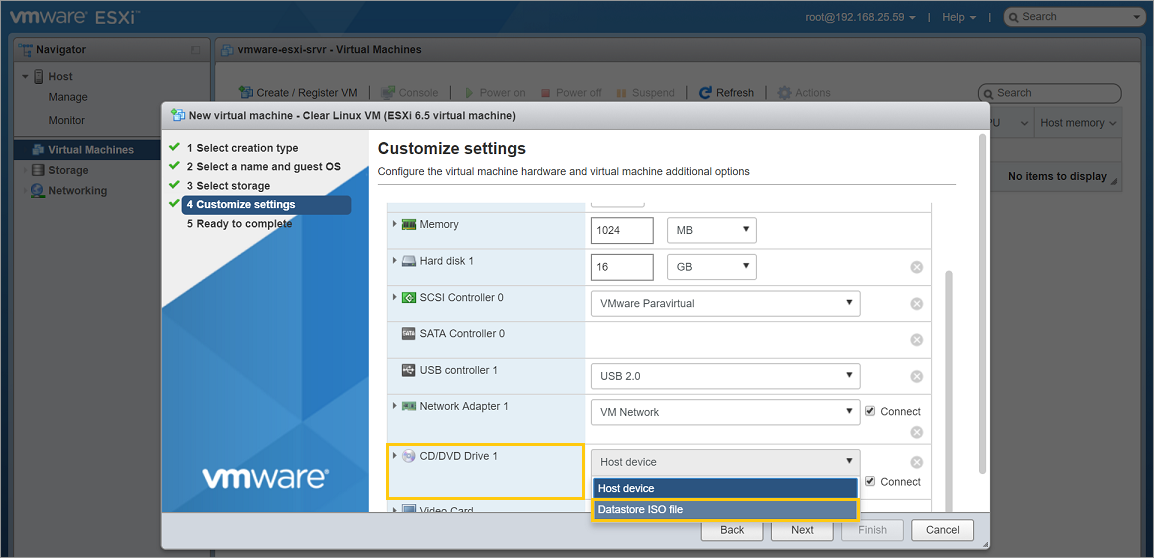 vmware ESXi™
root@192.168.25.59 | Help | Search
Navigator
vmware-esxi-srvr - Virtual Machines
Host
Manage
Monitor
Virtual Machines
Storage
Networking
Create / Register VM | Console | Power on Power off Suspend | Refresh | Actions
Search
PU Host memory
No items to display
New virtual machine - Clear Linux VM (ESXi 6.5 virtual machine)
1 Select creation type
2 Select a name and guest OS
3 Select storage
4 Customize settings
5 Ready to complete
vmware®
Customize settings
Configure the virtual machine hardware and virtual machine additional options
Memory 1024 MB
Hard disk 1 16 GB
SCSI Controller 0 VMware Paravirtual
SATA SATA Controller 0
USB controller 1 USB 2.0
Network Adapter 1 VM Network Connect
CD/DVD Drive 1 Host device
Connect
Host device
Datastore ISO file
Video Card
Back Next Finish Cancel